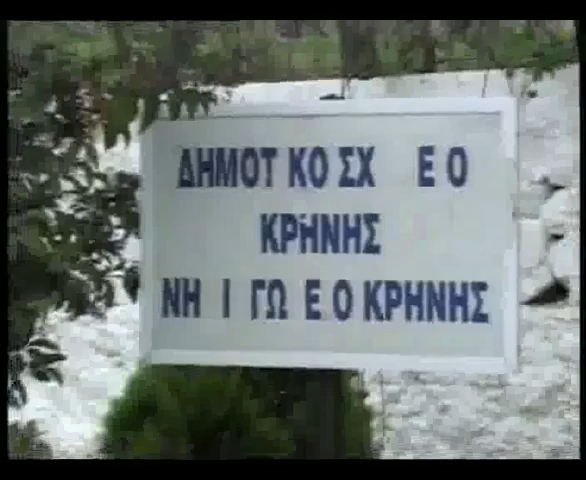 ΔΗΜΟΤ ΚΟ ΣΧ Ε Ο
ΚΡΗΝΗΣ
ΝΗ Ι ΓΩ Ε Ο ΚΡΗΝΗΣ